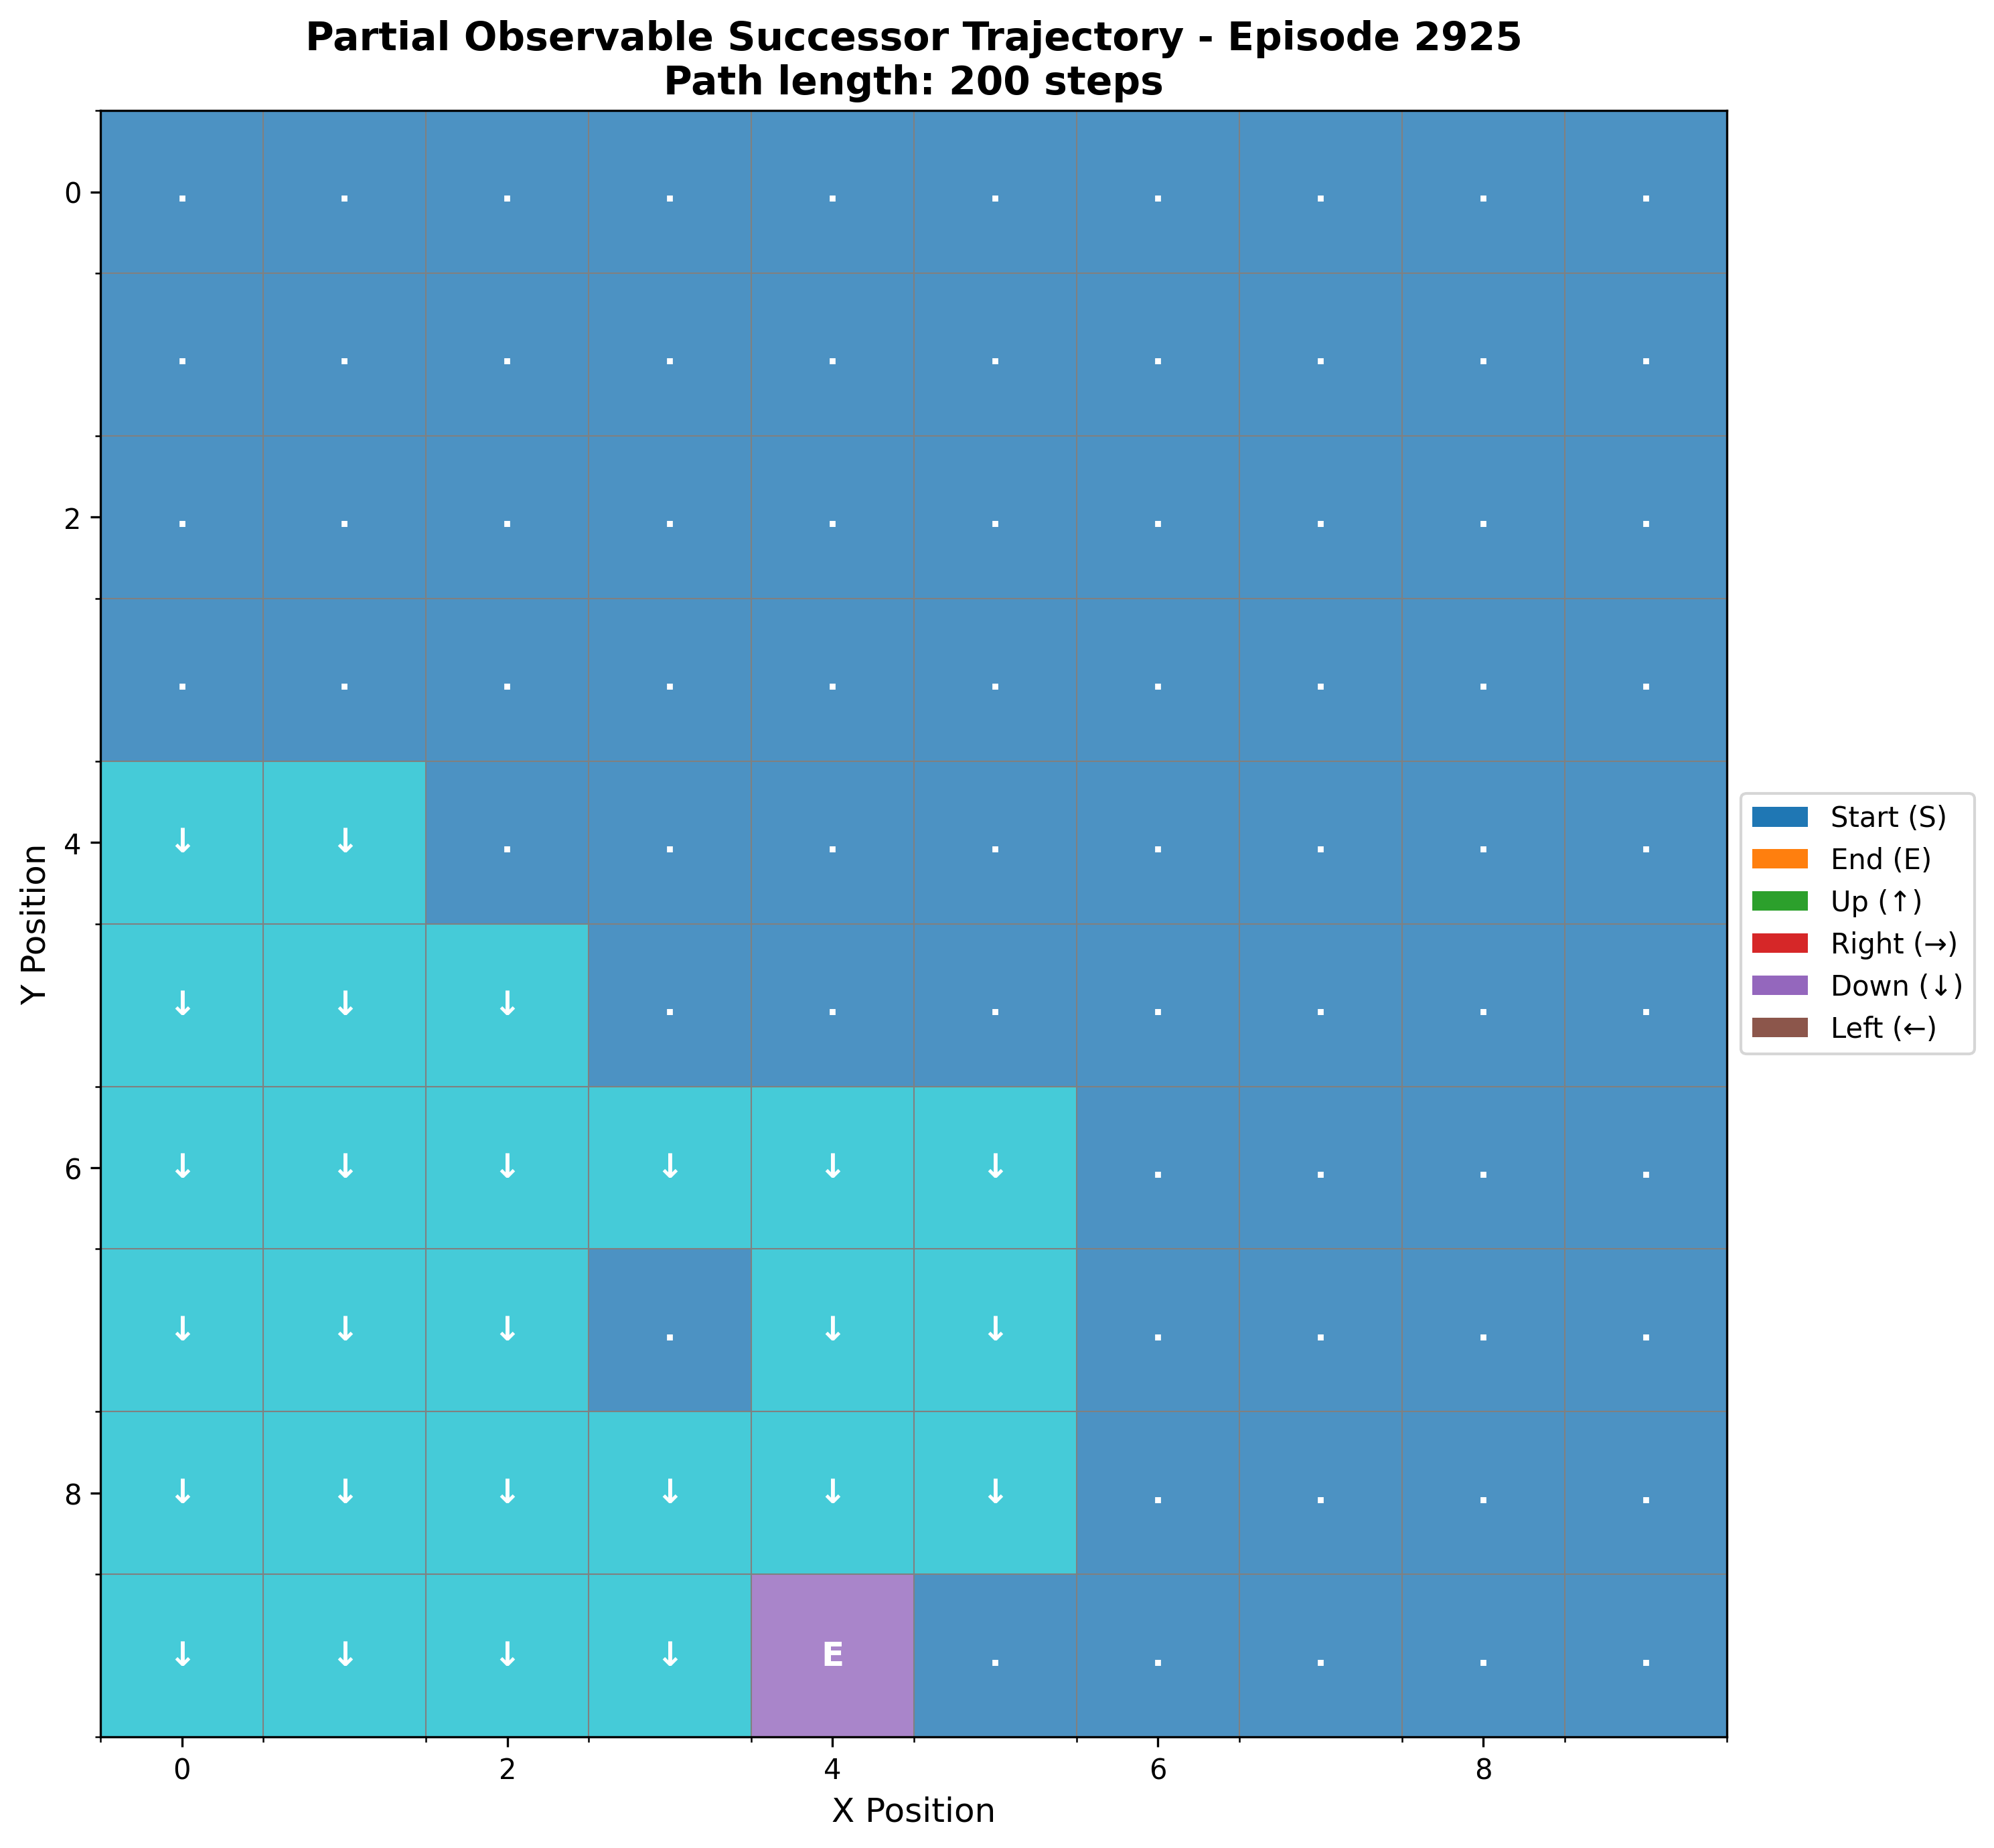 Partial Observable Successor Trajectory - Episode 2925
Path length: 200 steps
0 . . . . . . . . . .
. . . . . . . . . .
2 . . . . . . . . . .
. . . . . . . . . .
4 ↓ ↓ . . . . . . . .
↓ ↓ ↓ . . . . . . .
6 ↓ ↓ ↓ ↓ ↓ ↓ . . . .
↓ ↓ ↓ . ↓ ↓ . . . .
8 ↓ ↓ ↓ ↓ ↓ ↓ . . . .
↓ ↓ ↓ ↓ E . . . . .
0 2 4 6 8
X Position
Y Position
Start (S)
End (E)
Up (↑)
Right (→)
Down (↓)
Left (←)